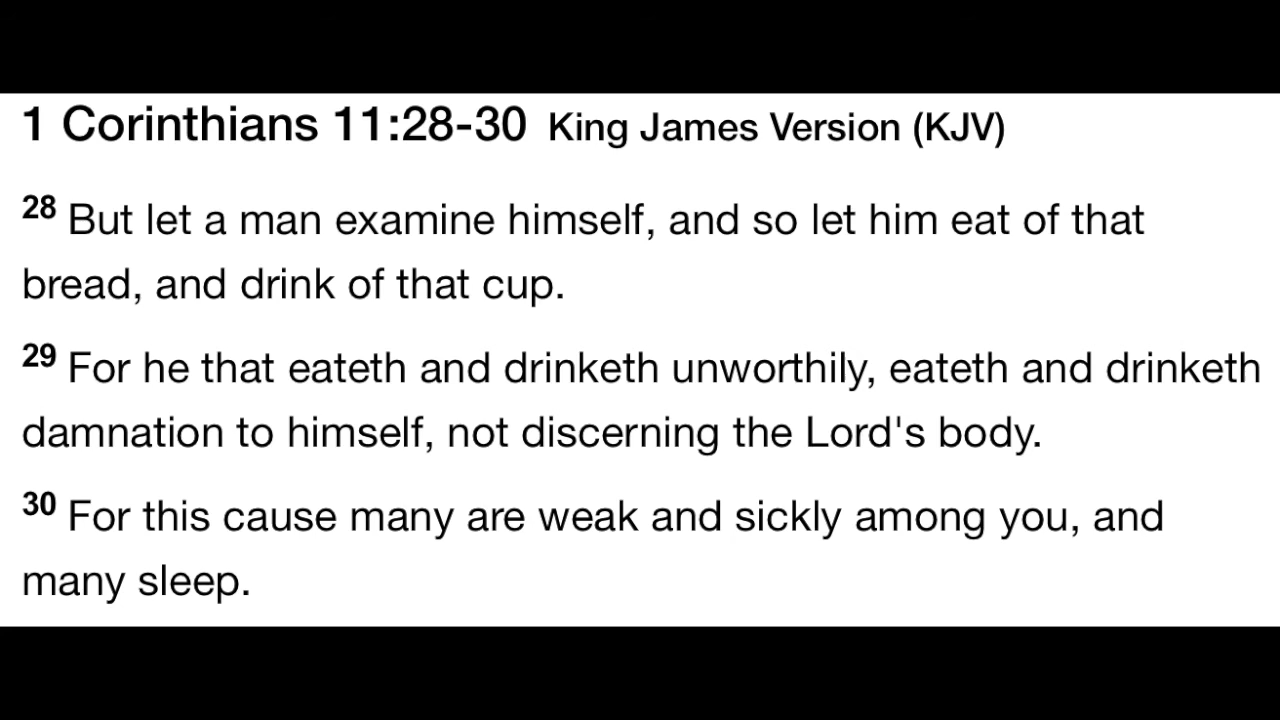 1 Corinthians 11:28-30 King James Version (KJV)
28 But let a man examine himself, and so let him eat of that
bread, and drink of that cup.
29 For he that eateth and drinketh unworthily, eateth and drinketh
damnation to himself, not discerning the Lord's body.
30 For this cause many are weak and sickly among you, and
many sleep.